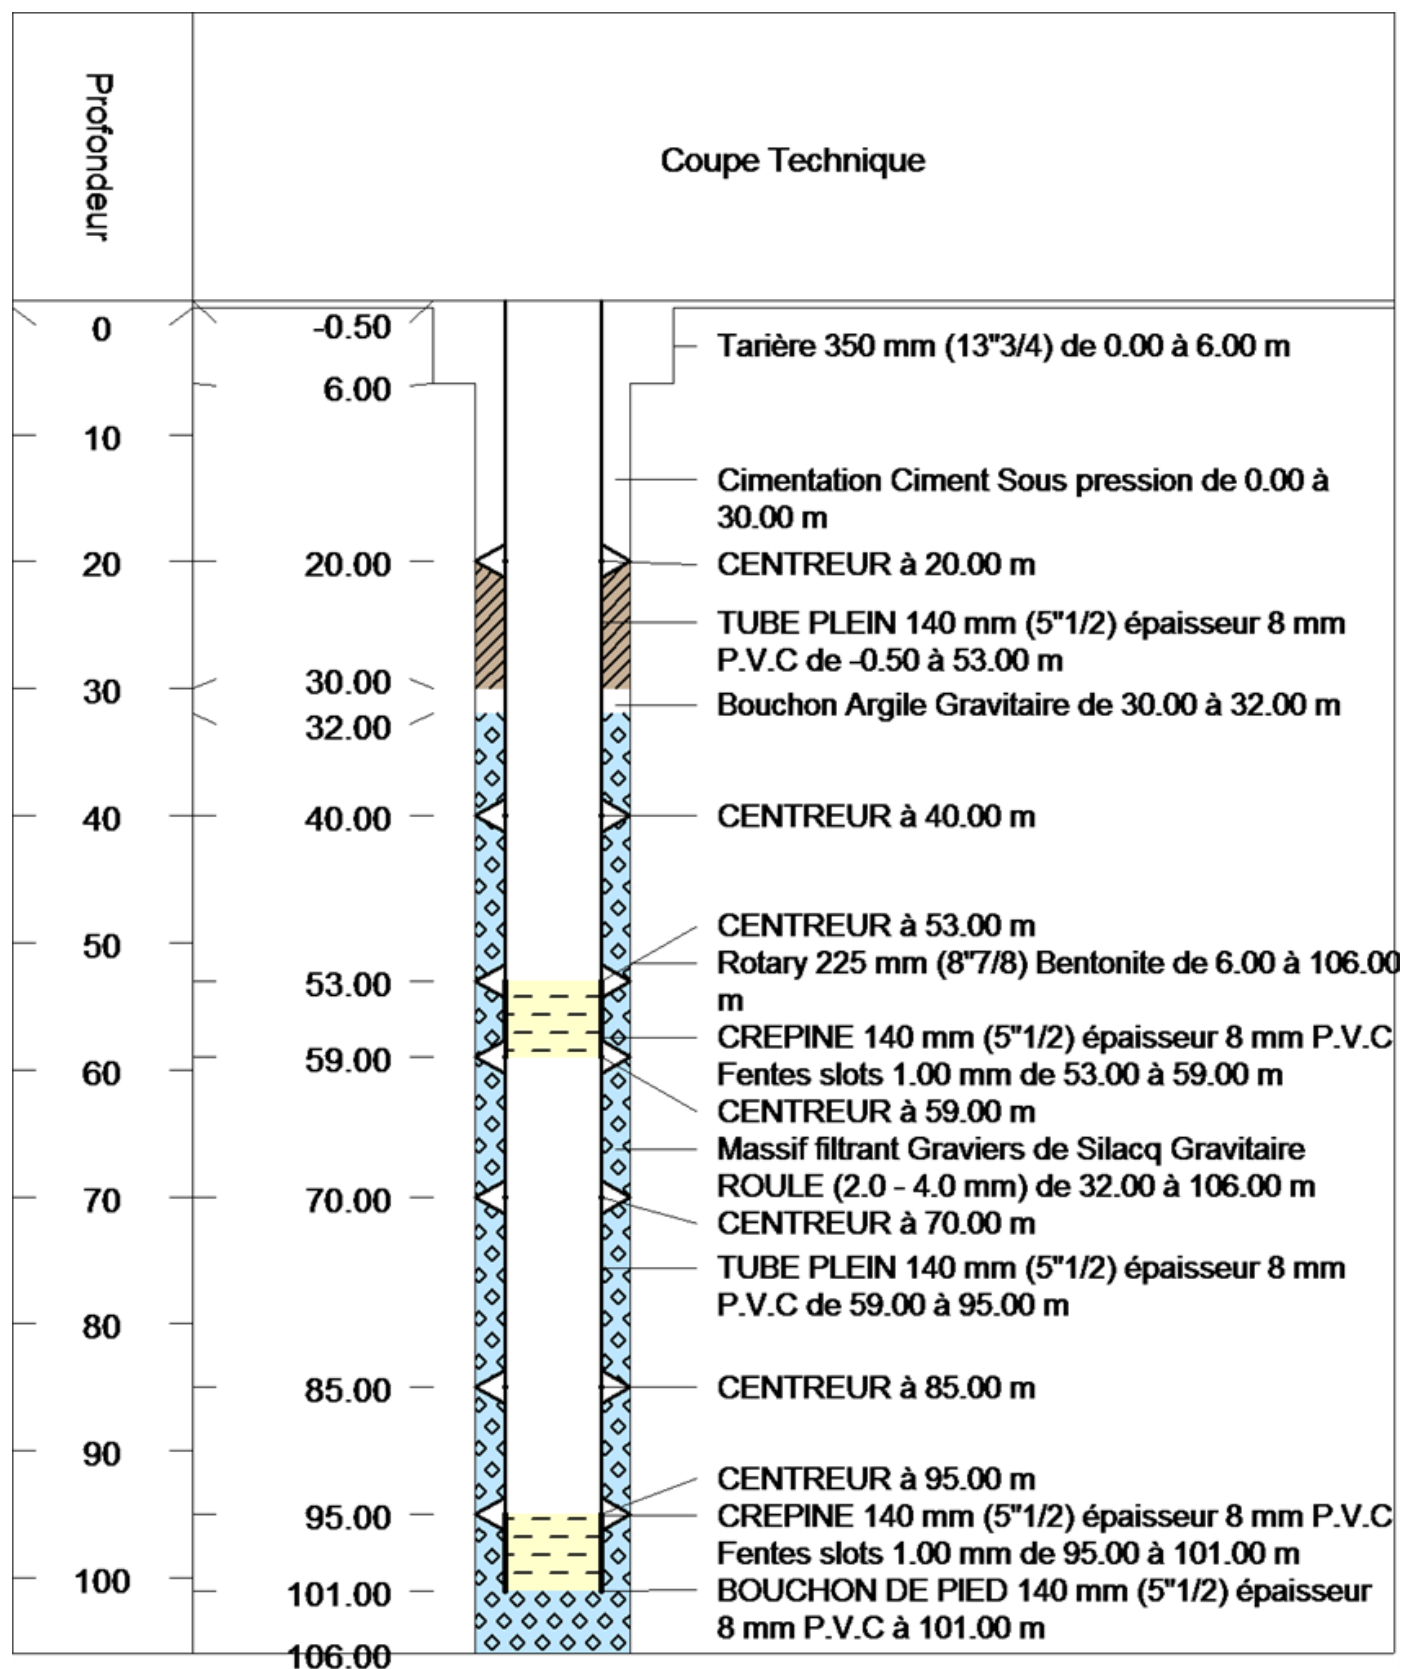 Profondeur
Coupe Technique
0
-0.50
Tarière 350 mm (13"3/4) de 0.00 à 6.00 m
6.00
10
Cimentation Ciment Sous pression de 0.00 à
30.00 m
20
20.00
CENTREUR à 20.00 m
TUBE PLEIN 140 mm (5"1/2) épaisseur 8 mm
P.V.C de -0.50 à 53.00 m
30
30.00
Bouchon Argile Gravitaire de 30.00 à 32.00 m
32.00
40
40.00
CENTREUR à 40.00 m
CENTREUR à 53.00 m
50
Rotary 225 mm (8"7/8) Bentonite de 6.00 à 106.00
m
53.00
CREPINE 140 mm (5"1/2) épaisseur 8 mm P.V.C
59.00
Fentes slots 1.00 mm de 53.00 à 59.00 m
60
CENTREUR à 59.00 m
Massif filtrant Graviers de Silacq Gravitaire
ROULE (2.0 - 4.0 mm) de 32.00 à 106.00 m
70
70.00
CENTREUR à 70.00 m
TUBE PLEIN 140 mm (5"1/2) épaisseur 8 mm
P.V.C de 59.00 à 95.00 m
80
85.00
CENTREUR à 85.00 m
90
CENTREUR à 95.00 m
95.00
CREPINE 140 mm (5"1/2) épaisseur 8 mm P.V.C
Fentes slots 1.00 mm de 95.00 à 101.00 m
100
101.00
BOUCHON DE PIED 140 mm (5"1/2) épaisseur
8 mm P.V.C à 101.00 m
106.00